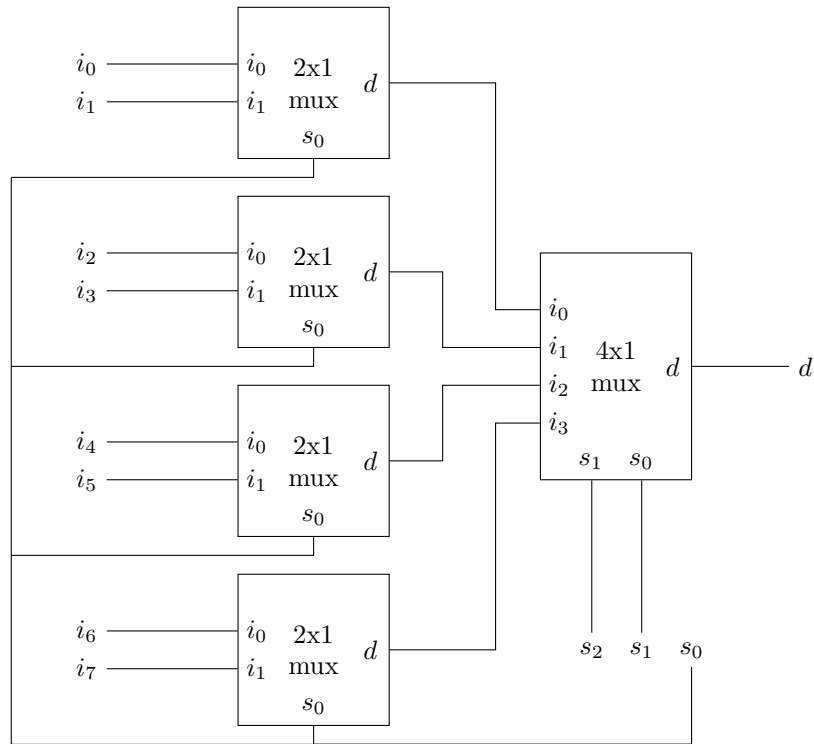 i₀ i₀ 2x1 d
i₁ i₁ mux
s₀
i₂ i₀ 2x1 d
i₃ i₁ mux
s₀
i₀
i₁ 4x1 d d
i₂ mux
i₃
s₁ s₀
i₄ i₀ 2x1 d
i₅ i₁ mux
s₀
i₆ i₀ 2x1 d
i₇ i₁ mux
s₀
s₂ s₁ s₀